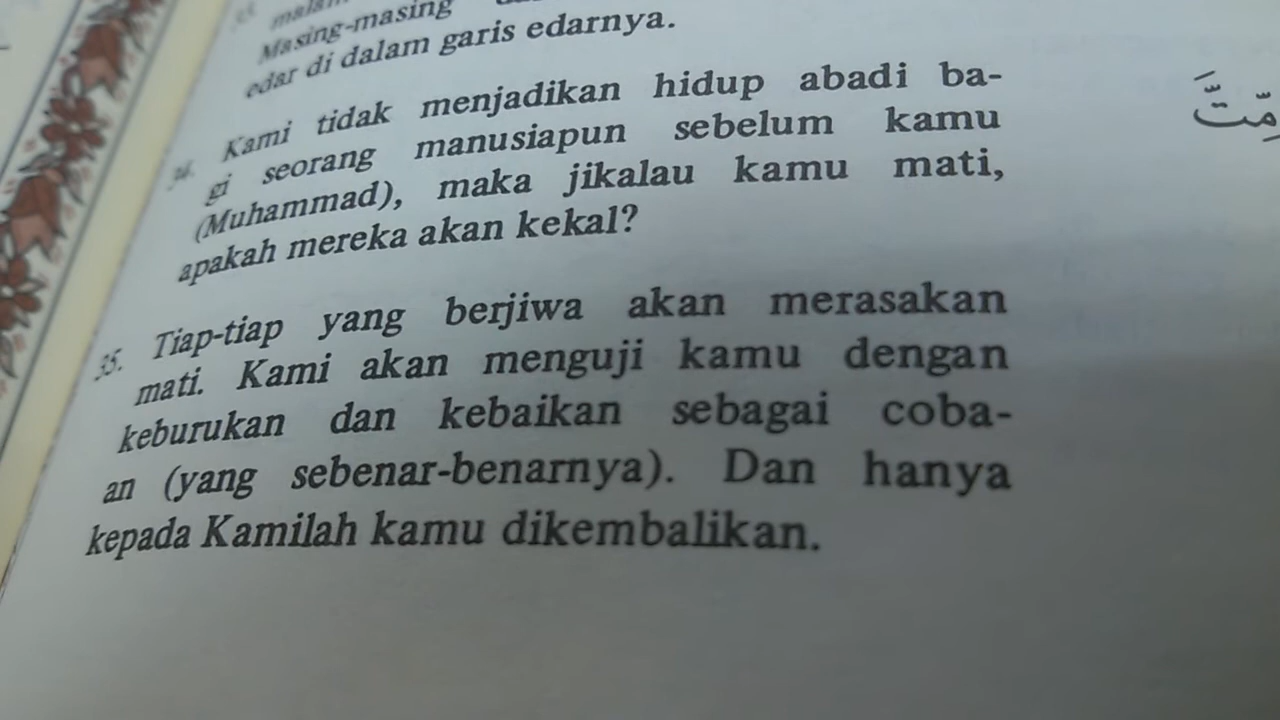 Masing-masing
edar di dalam garis edarnya.
34. Kami tidak menjadikan hidup abadi ba-
gi seorang manusiapun sebelum kamu
(Muhammad), maka jikalau kamu mati,
apakah mereka akan kekal?
35. Tiap-tiap yang berjiwa akan merasakan
mati. Kami akan menguji kamu dengan
keburukan dan kebaikan sebagai coba-
an (yang sebenar-benarnya). Dan hanya
kepada Kamilah kamu dikembalikan.